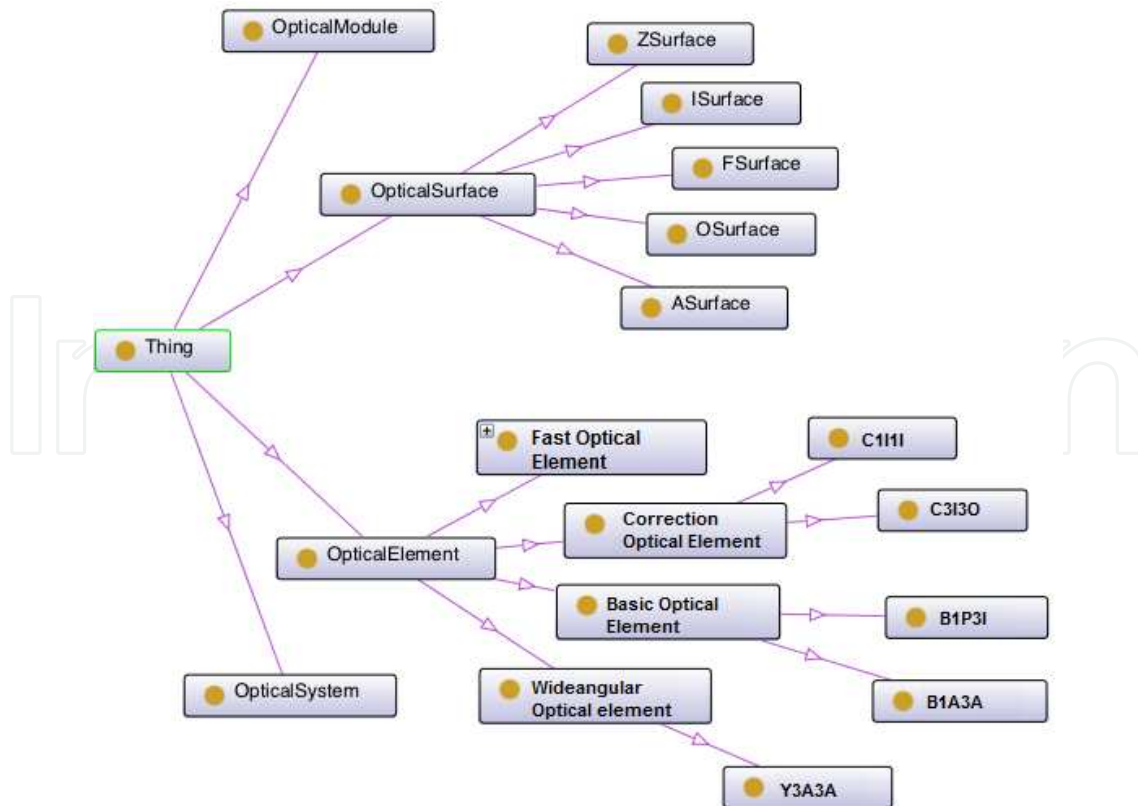 OpticalModule
ZSurface
ISurface
FSurface
OpticalSurface
OSurface
ASurface
Thing
Fast Optical
Element
C1I1I
Correction
Optical Element
C3I3O
OpticalElement
Basic Optical
Element
B1P3I
Wideangular
Optical element
OpticalSystem
B1A3A
Y3A3A